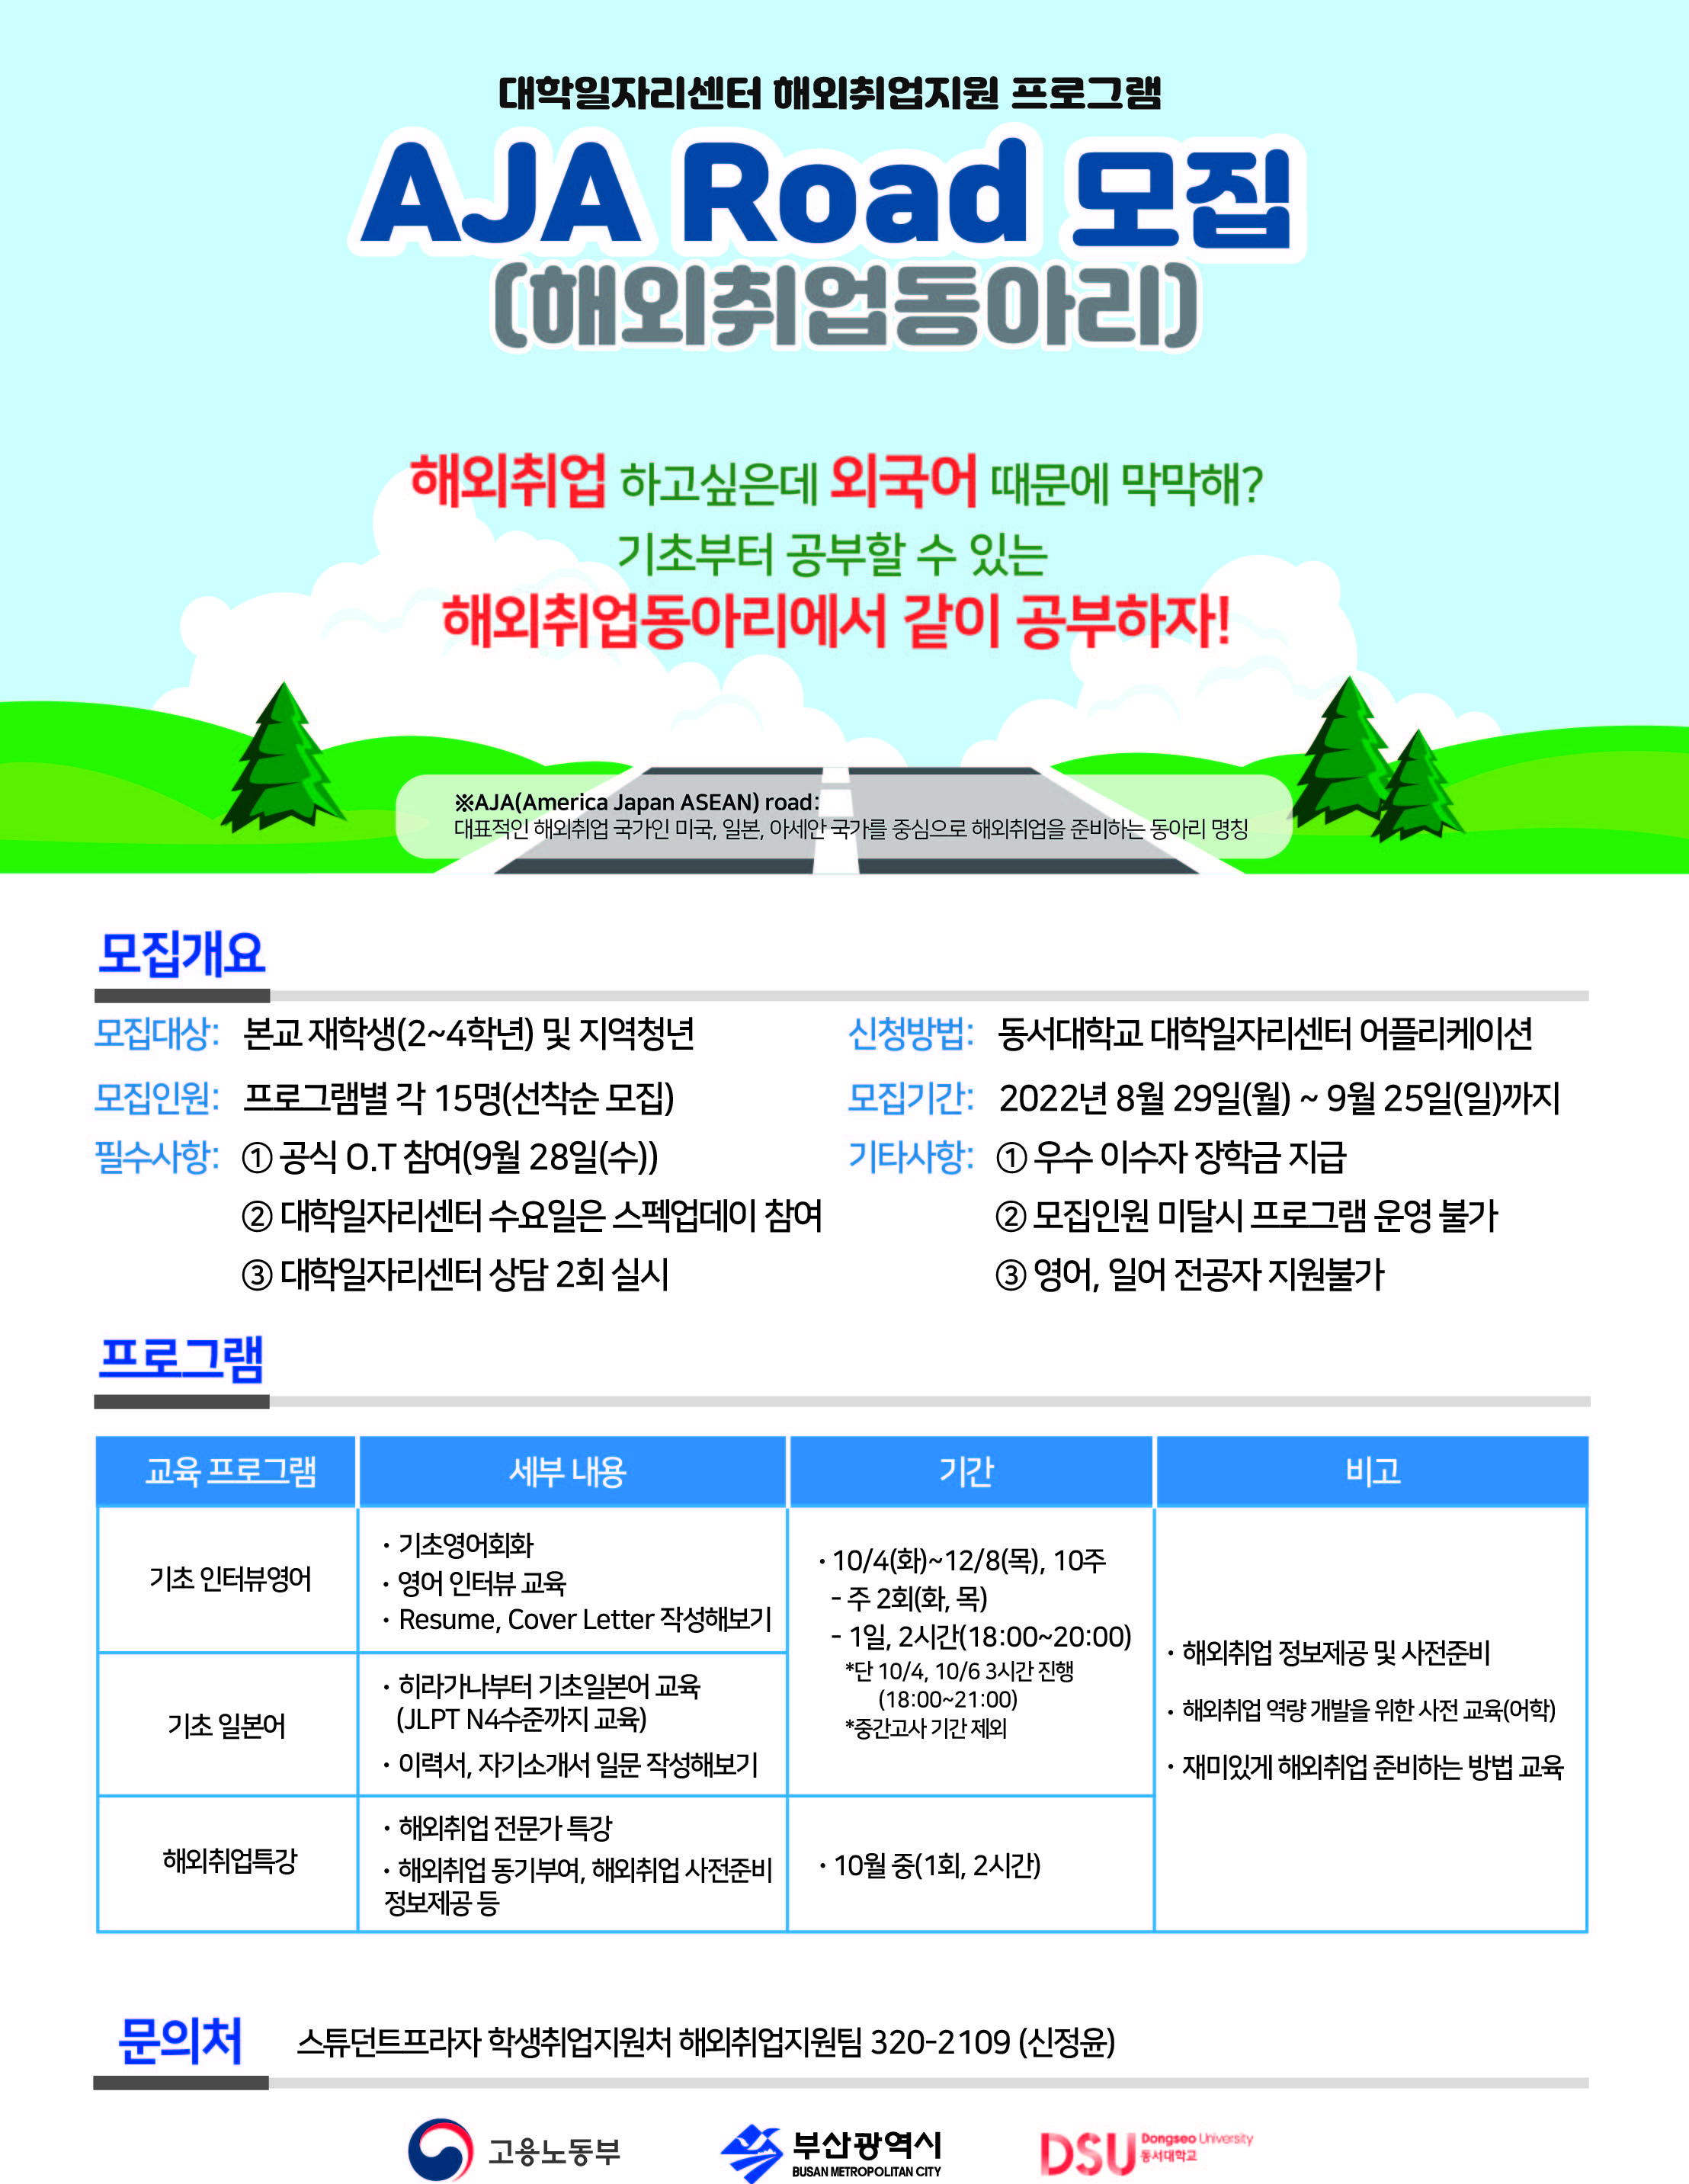 대학일자리센터 해외취업지원 프로그램
AJA Road 모집
(해외취업동아리)
해외취업 하고싶은데 외국어 때문에 막막해?
기초부터 공부할 수 있는
해외취업동아리에서 같이 공부하자!
※AJA(America Japan ASEAN) road:
대표적인 해외취업 국가인 미국, 일본, 아세안 국가를 중심으로 해외취업을 준비하는 동아리 명칭
모집개요
모집대상: 본교 재학생(2~4학년) 및 지역청년
모집인원: 프로그램별 각 15명(선착순 모집)
필수사항: ① 공식 O.T 참여(9월 28일(수))
② 대학일자리센터 수요일은 스펙업데이 참여
③ 대학일자리센터 상담 2회 실시
신청방법: 동서대학교 대학일자리센터 어플리케이션
모집기간: 2022년 8월 29일(월) ~ 9월 25일(일)까지
기타사항: ① 우수 이수자 장학금 지급
② 모집인원 미달시 프로그램 운영 불가
③ 영어, 일어 전공자 지원불가
프로그램
교육 프로그램 세부 내용 기간 비고
기초 인터뷰영어
· 기초영어회화
· 영어 인터뷰 교육
· Resume, Cover Letter 작성해보기
기초 일본어
· 히라가나부터 기초일본어 교육
(JLPT N4수준까지 교육)
· 이력서, 자기소개서 일문 작성해보기
· 10/4(화)~12/8(목), 10주
- 주 2회(화, 목)
- 1일, 2시간(18:00~20:00)
*단 10/4, 10/6 3시간 진행
(18:00~21:00)
*중간고사 기간 제외
해외취업특강
· 해외취업 전문가 특강
· 해외취업 동기부여, 해외취업 사전준비
정보제공 등
· 10월 중(1회, 2시간)
· 해외취업 정보제공 및 사전준비
· 해외취업 역량 개발을 위한 사전 교육(어학)
· 재미있게 해외취업 준비하는 방법 교육
문의처 스튜던트프라자 학생취업지원처 해외취업지원팀 320-2109 (신정윤)
고용노동부
부산광역시
BUSAN METROPOLITAN CITY
DSU Dongseo University
동서대학교